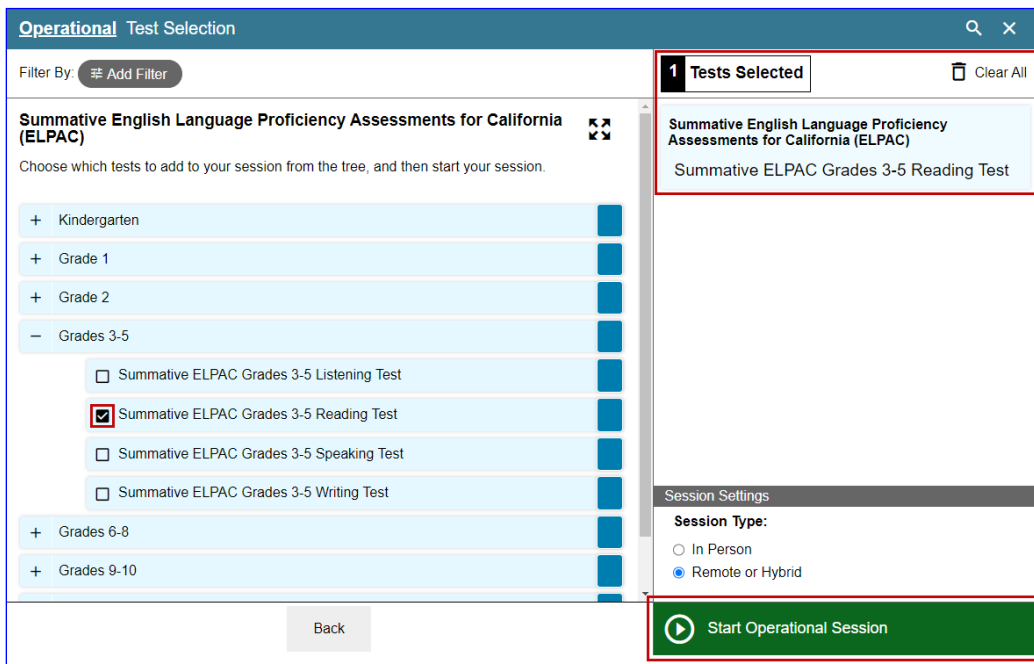 Operational Test Selection
Filter By: Add Filter
Summative English Language Proficiency Assessments for California
(ELPAC)
Choose which tests to add to your session from the tree, and then start your session.
+ Kindergarten
+ Grade 1
+ Grade 2
− Grades 3-5
Summative ELPAC Grades 3-5 Listening Test
Summative ELPAC Grades 3-5 Reading Test
Summative ELPAC Grades 3-5 Speaking Test
Summative ELPAC Grades 3-5 Writing Test
+ Grades 6-8
+ Grades 9-10
Back
1 Tests Selected
Clear All
Summative English Language Proficiency
Assessments for California (ELPAC)
Summative ELPAC Grades 3-5 Reading Test
Session Settings
Session Type:
In Person
Remote or Hybrid
Start Operational Session